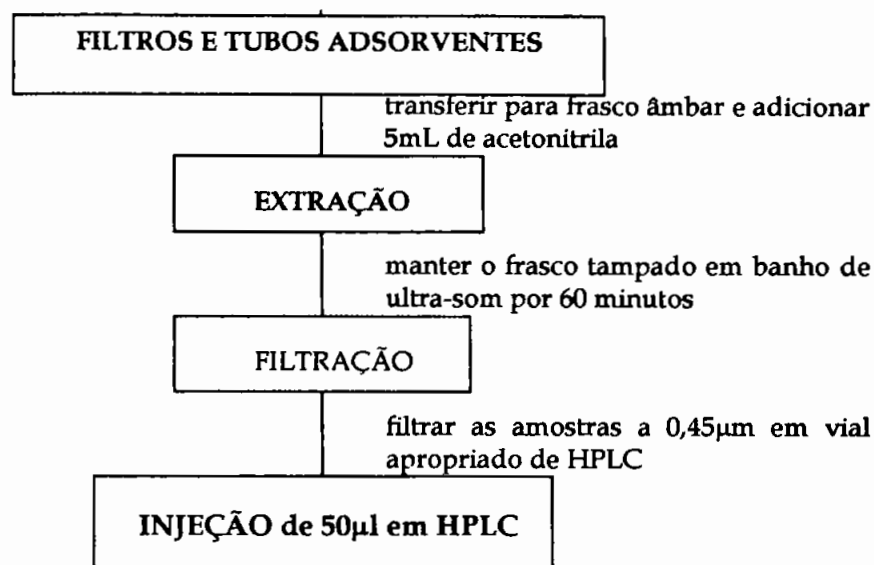 FILTROS E TUBOS ADSORVENTES
transferir para frasco âmbar e adicionar
5mL de acetonitrila
EXTRAÇÃO
manter o frasco tampado em banho de
ultra-som por 60 minutos
FILTRAÇÃO
filtrar as amostras a 0,45µm em vial
apropriado de HPLC
INJEÇÃO de 50µl em HPLC